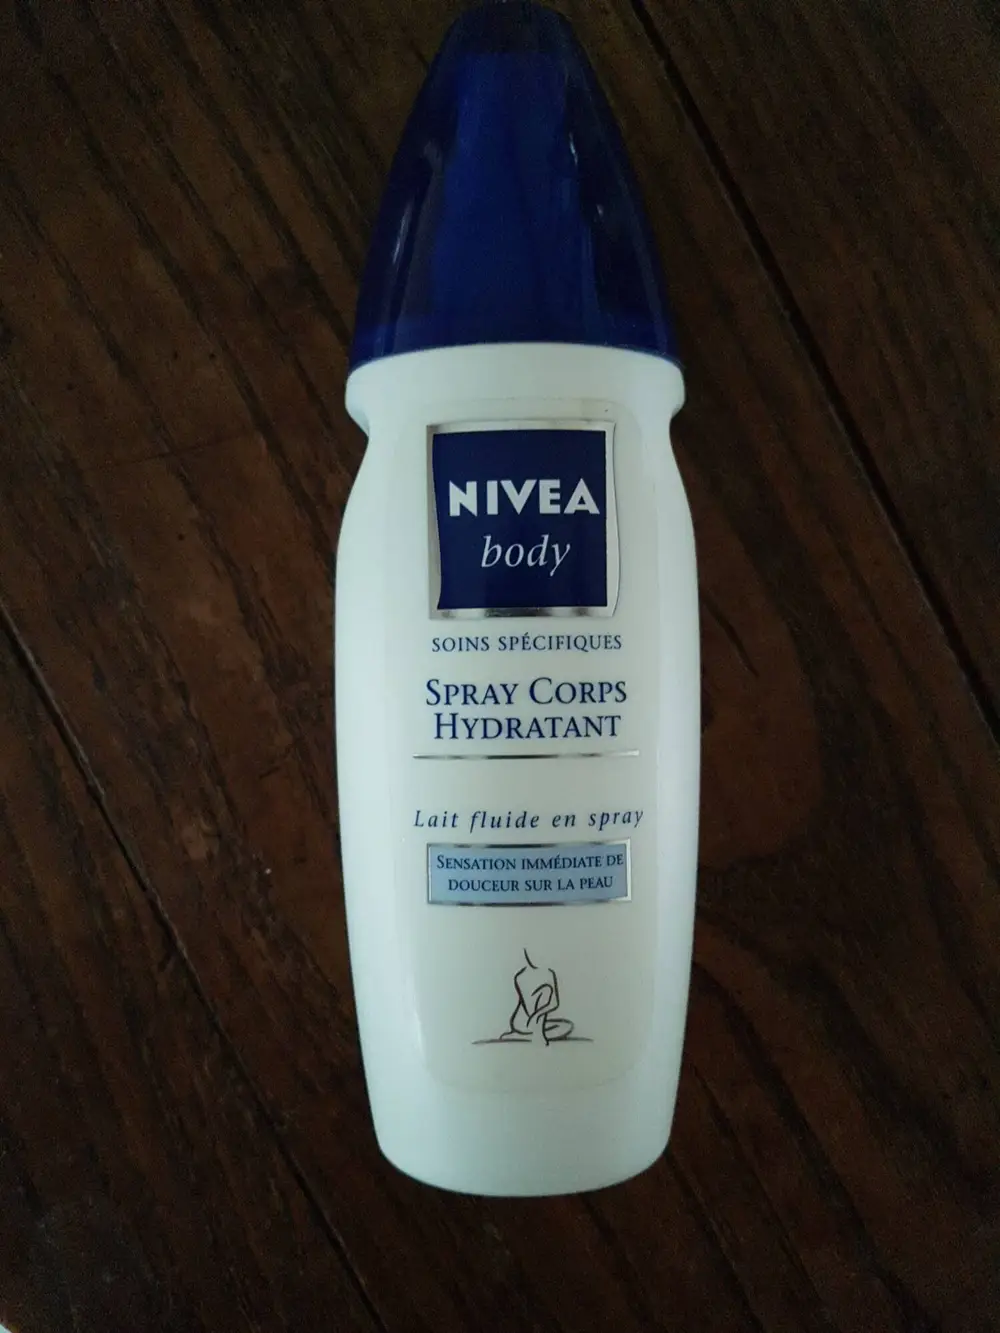 NIVEA
body
SOINS SPÉCIFIQUES
SPRAY CORPS
HYDRATANT
Lait fluide en spray
SENSATION IMMÉDIATE DE
DOUCEUR SUR LA PEAU